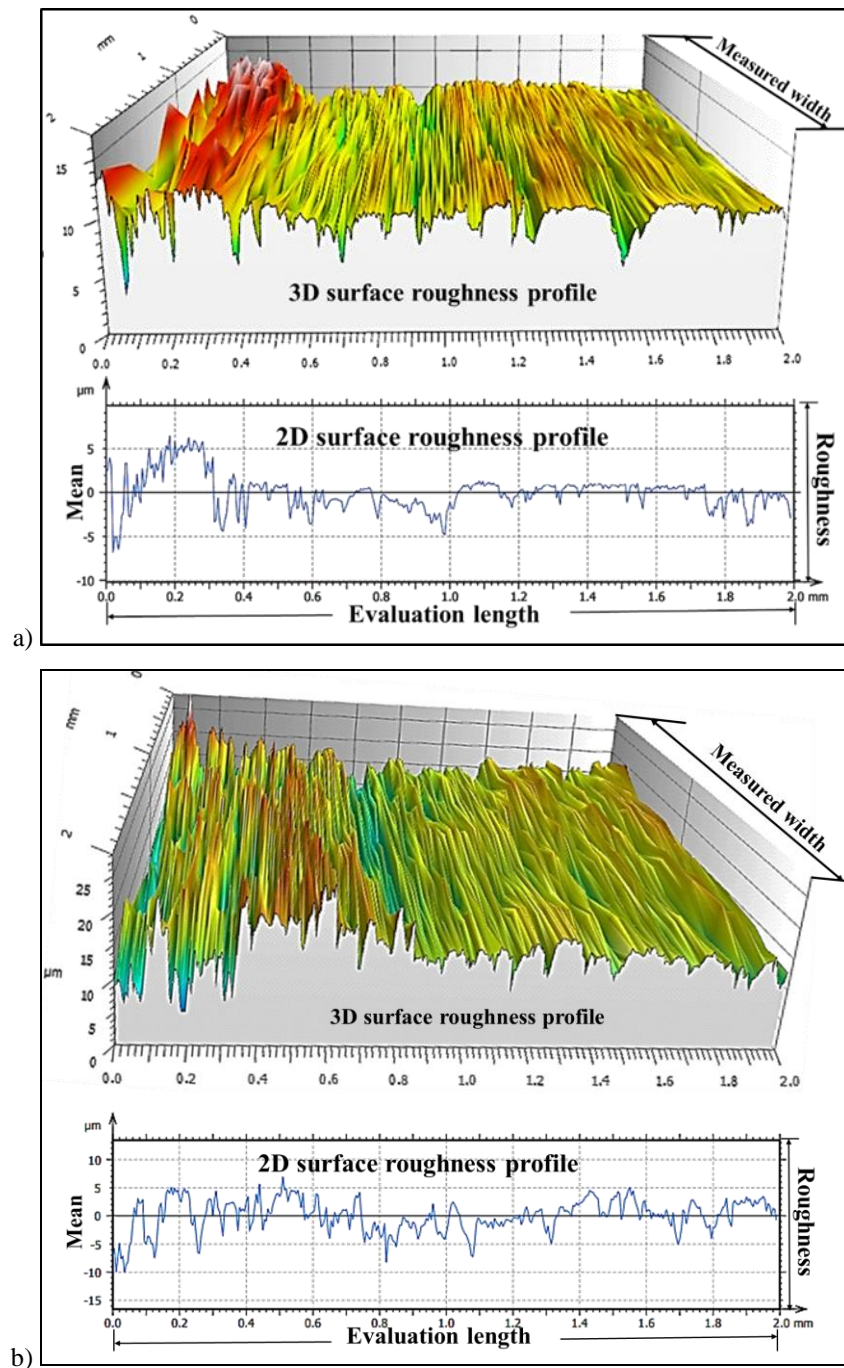 0
mm
1
Measured width
2
15
10
5
3D surface roughness profile
0
0.0 0.2 0.4 0.6 0.8 1.0 1.2 1.4 1.6 1.8 2.0
µm
2D surface roughness profile
5
Mean
0
Roughness
-5
-10
0.0 0.2 0.4 0.6 0.8 1.0 1.2 1.4 1.6 1.8 2.0 mm
Evaluation length
a)
0
mm
1
Measured width
2
25
20
15
µm
10
3D surface roughness profile
5
0
0.0 0.2 0.4 0.6 0.8 1.0 1.2 1.4 1.6 1.8 2.0
µm
2D surface roughness profile
10
5
Mean
0
Roughness
-5
-10
-15
0.0 0.2 0.4 0.6 0.8 1.0 1.2 1.4 1.6 1.8 2.0 mm
Evaluation length
b)